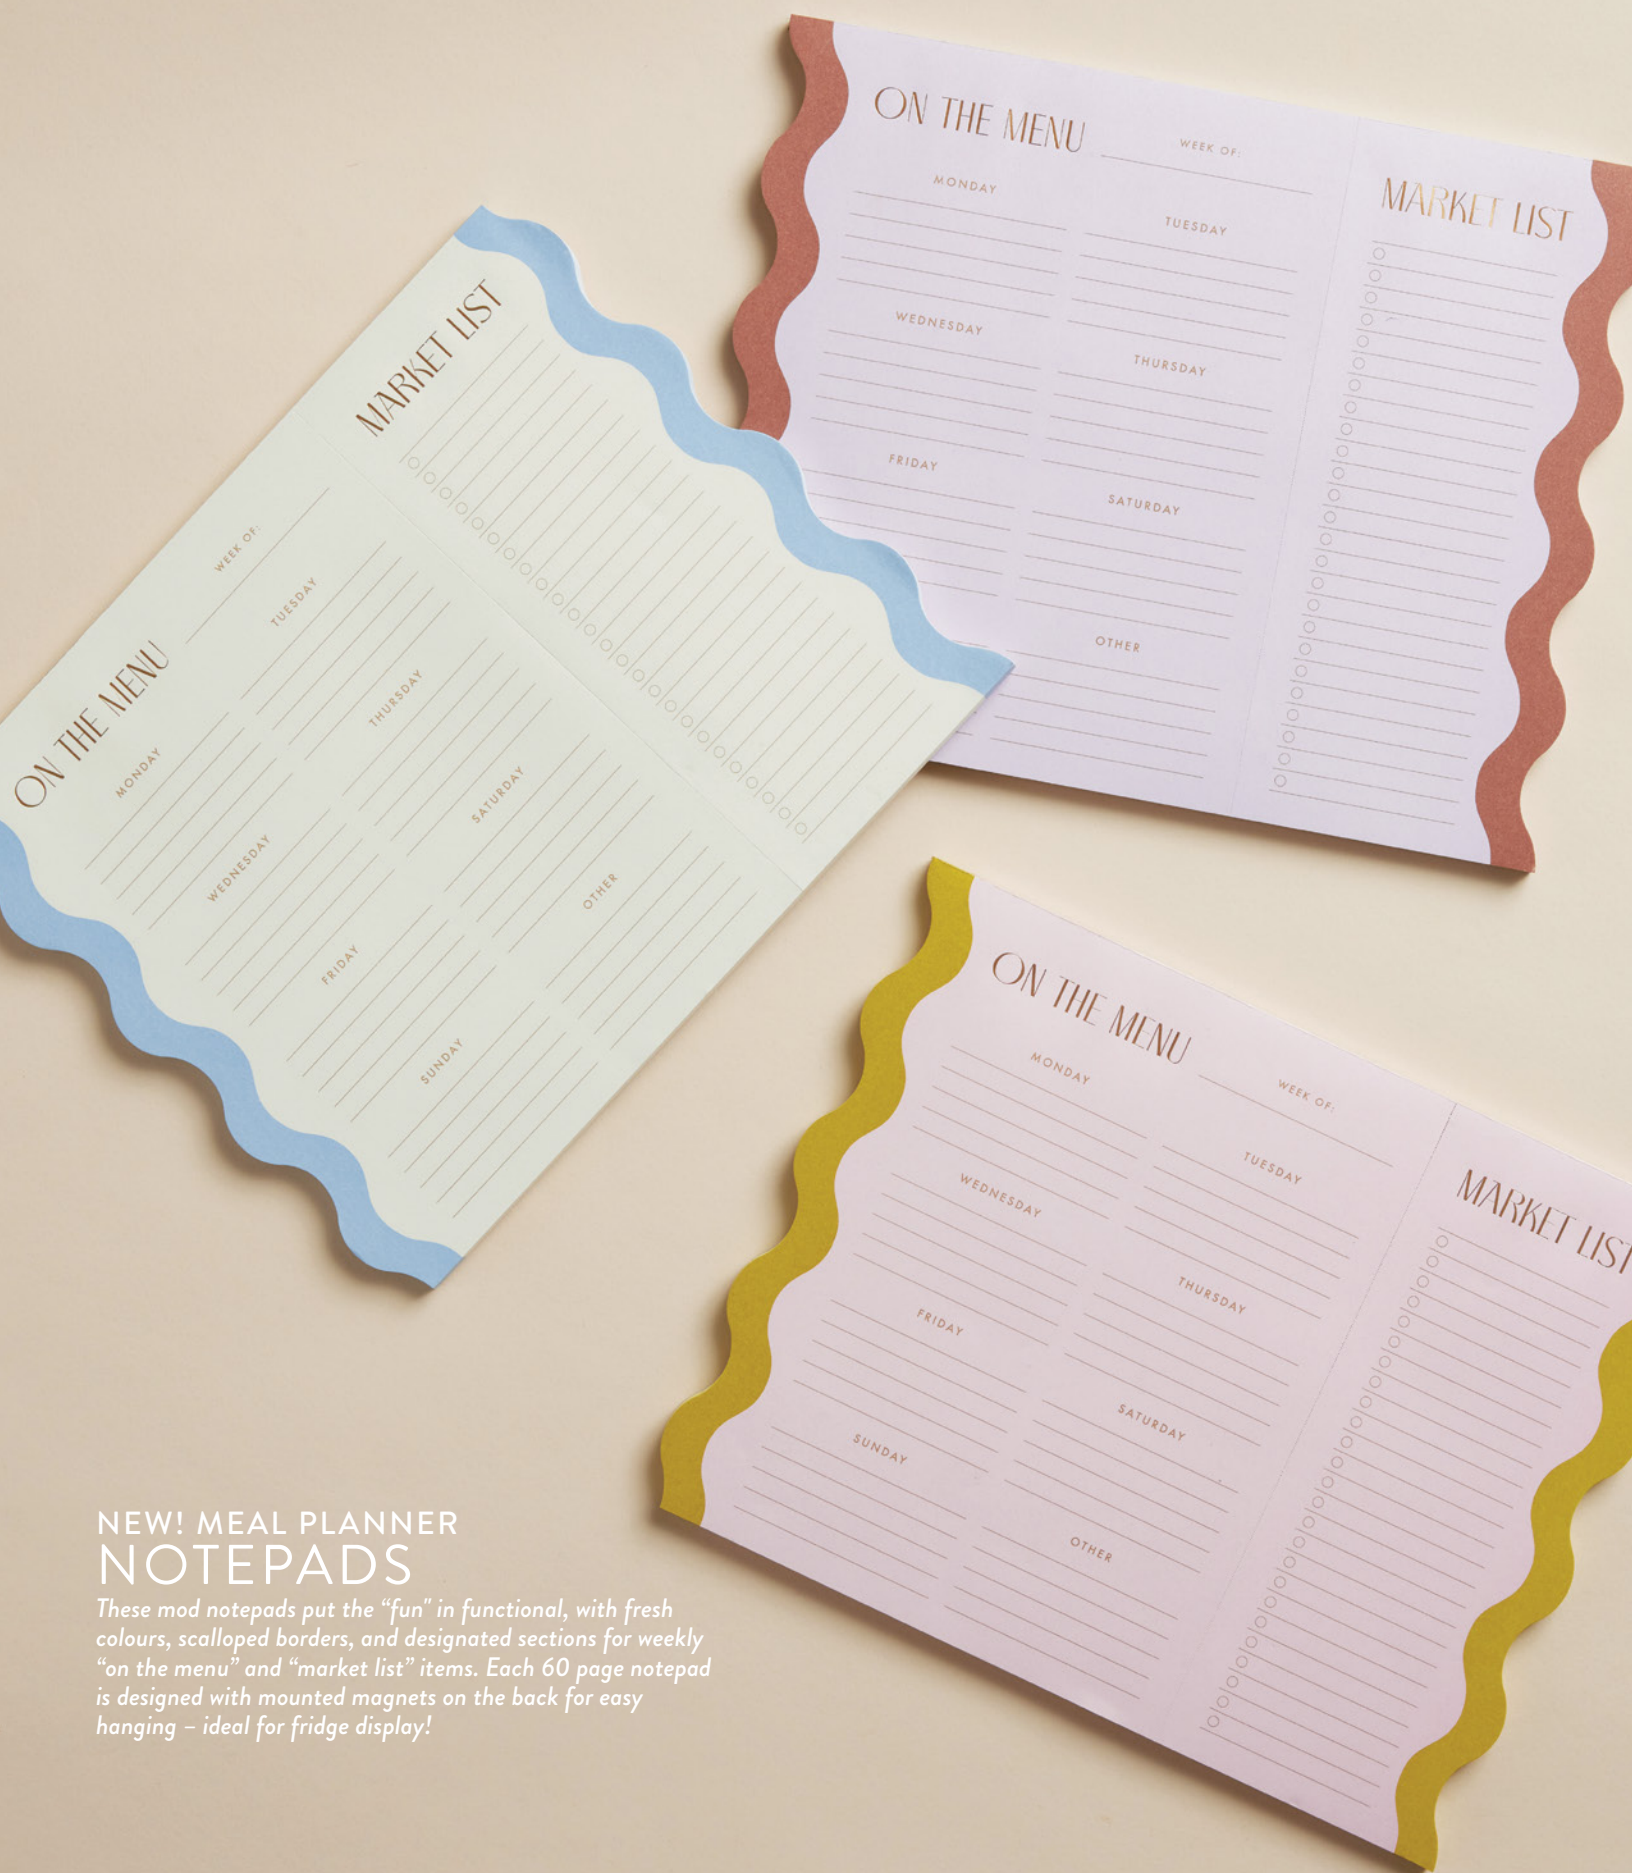 ON THE MENU
WEEK OF:
MONDAY
TUESDAY
WEDNESDAY
THURSDAY
FRIDAY
SATURDAY
OTHER
MARKET LIST
MARKET LIST
ON THE MENU
WEEK OF:
MONDAY
TUESDAY
WEDNESDAY
THURSDAY
FRIDAY
SATURDAY
SUNDAY
OTHER
ON THE MENU
WEEK OF:
MONDAY
TUESDAY
WEDNESDAY
THURSDAY
FRIDAY
SATURDAY
SUNDAY
OTHER
MARKET LIST
NEW! MEAL PLANNER
NOTEPADS
These mod notepads put the “fun" in functional, with fresh
colours, scalloped borders, and designated sections for weekly
“on the menu” and “market list” items. Each 60 page notepad
is designed with mounted magnets on the back for easy
hanging – ideal for fridge display!